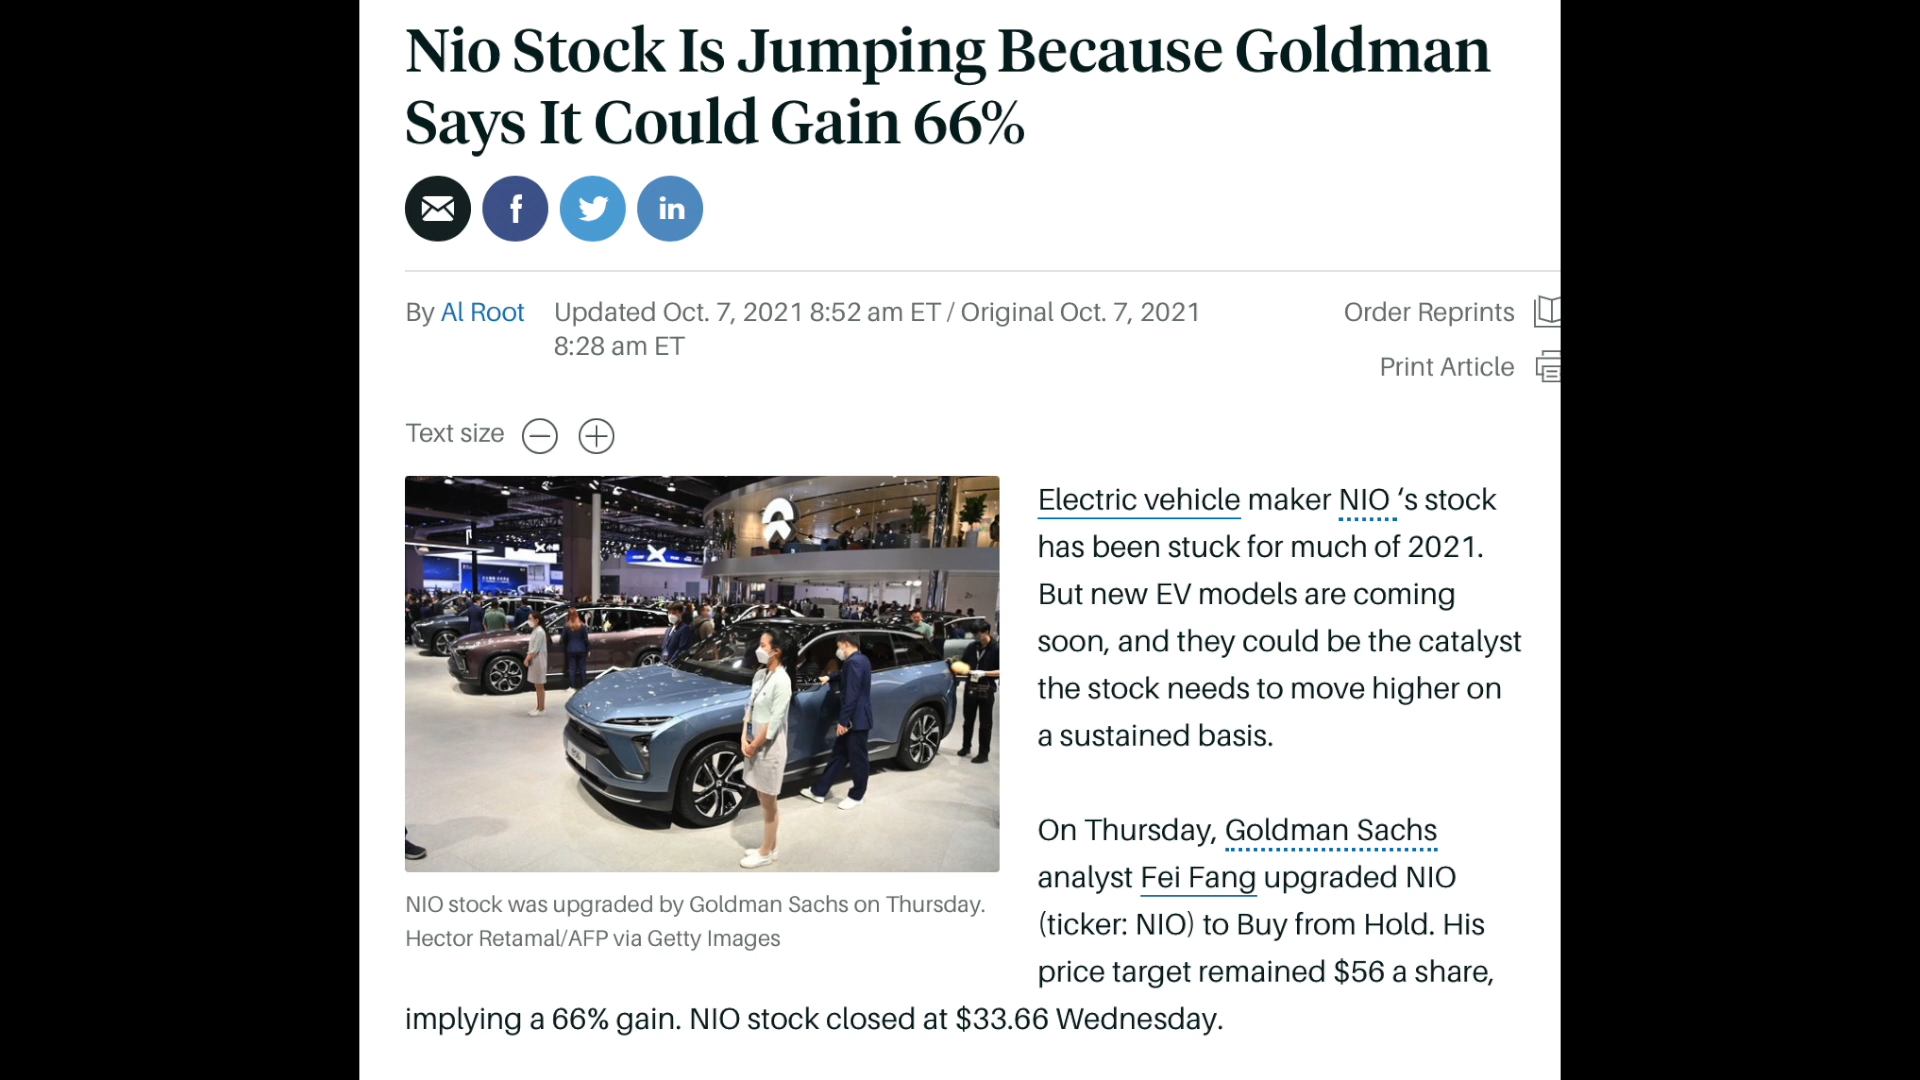 Nio Stock Is Jumping Because Goldman
Says It Could Gain 66%
By Al Root
Updated Oct. 7, 2021 8:52 am ET / Original Oct. 7, 2021
8:28 am ET
Order Reprints
Print Article
Text size
Electric vehicle maker NIO ‘s stock
has been stuck for much of 2021.
But new EV models are coming
soon, and they could be the catalyst
the stock needs to move higher on
a sustained basis.
On Thursday, Goldman Sachs
analyst Fei Fang upgraded NIO
(ticker: NIO) to Buy from Hold. His
price target remained $56 a share,
implying a 66% gain. NIO stock closed at $33.66 Wednesday.
NIO stock was upgraded by Goldman Sachs on Thursday.
Hector Retamal/AFP via Getty Images